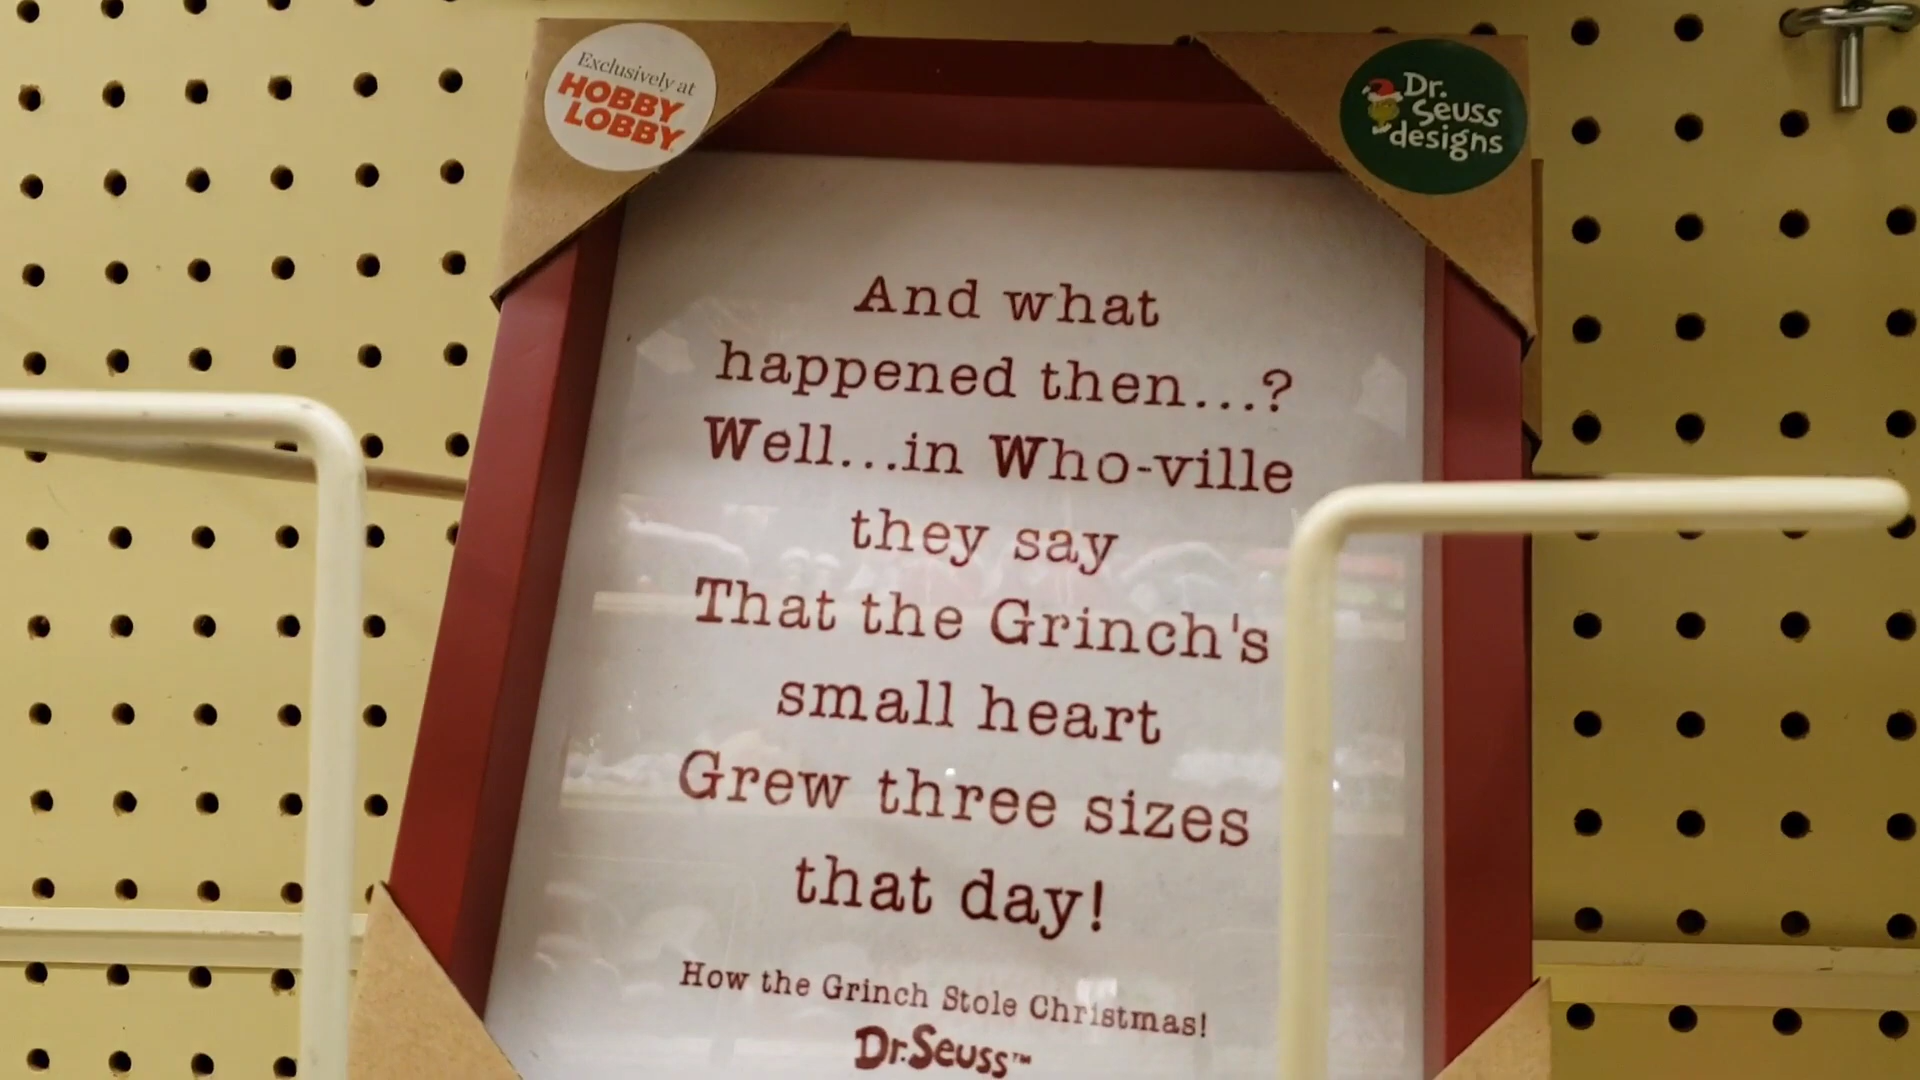 Exclusively at
HOBBY
LOBBY
Dr.
Seuss
designs
And what
happened then...?
Well...in Who-ville
they say
That the Grinch's
small heart
Grew three sizes
that day!
How the Grinch Stole Christmas!
Dr. Seuss™